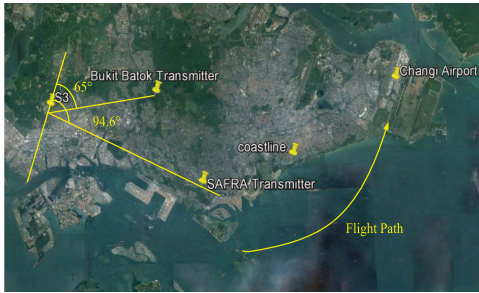 Bukit Batok Transmitter
Changi Airport
65°
S3
94.6°
coastline
SAFRA Transmitter
Flight Path